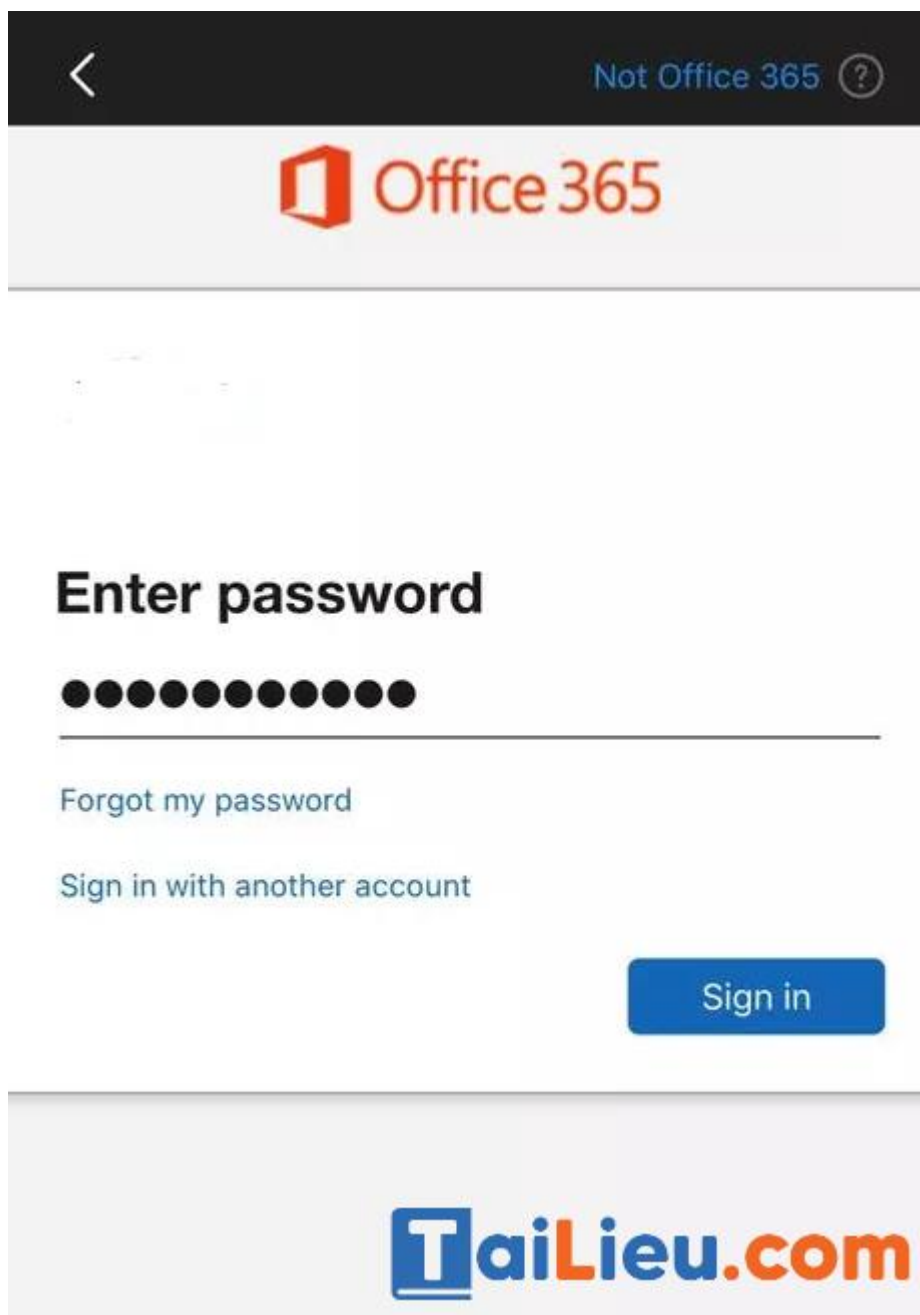 Not Office 365 ?
Office 365
Enter password
Forgot my password
Sign in with another account
Sign in
TaiLieu.com